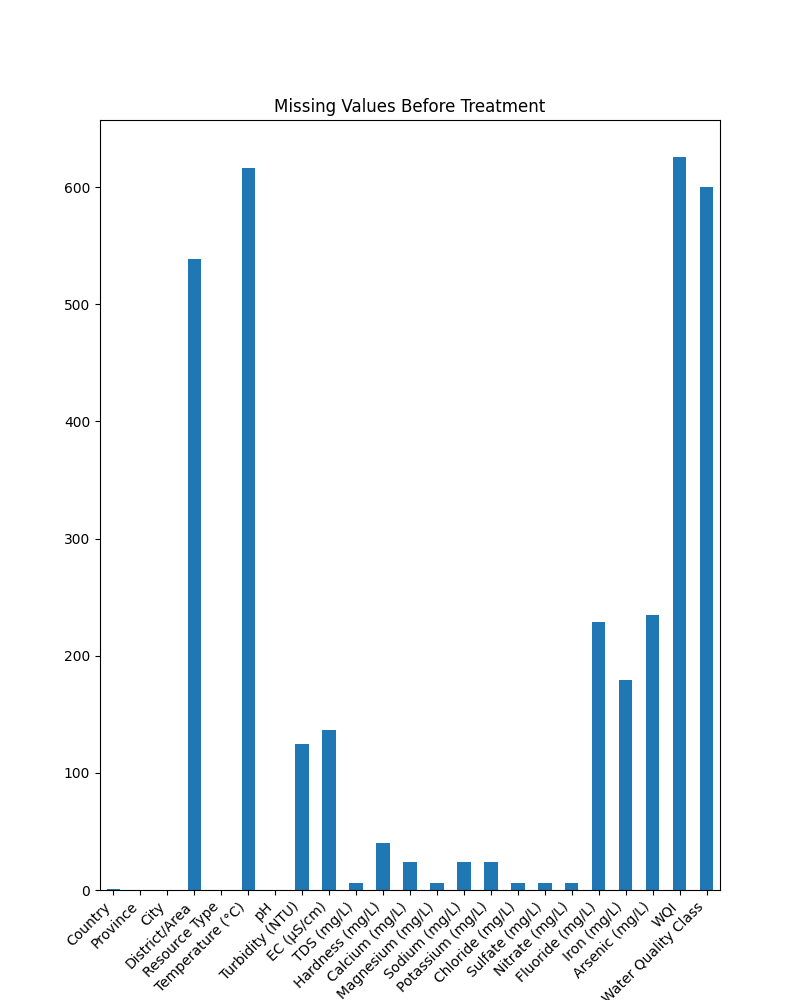 Missing Values Before Treatment
600
500
400
300
200
100
0
Country
Province
City
District/Area
Resource Type
Temperature (°C)
pH
Turbidity (NTU)
EC (µS/cm)
TDS (mg/L)
Hardness (mg/L)
Calcium (mg/L)
Magnesium (mg/L)
Sodium (mg/L)
Potassium (mg/L)
Chloride (mg/L)
Sulfate (mg/L)
Nitrate (mg/L)
Fluoride (mg/L)
Iron (mg/L)
Arsenic (mg/L)
WQI
Water Quality Class